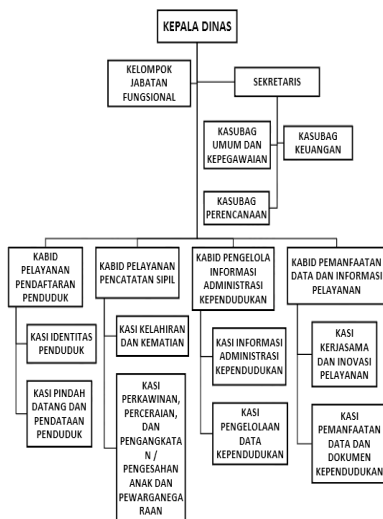 KEPALA DINAS
KELOMPOK
JABATAN
FUNGSIONAL
SEKRETARIS
KASUBAG
UMUM DAN
KEPEGAWAIAN
KASUBAG
KEUANGAN
KASUBAG
PERENCANAAN
KABID
PELAYANAN
PENDAFTARAN
PENDUDUK
KASI IDENTITAS
PENDUDUK
KASI PINDAH
DATANG DAN
PENDATAAN
PENDUDUK
KABID PELAYANAN
PENCATATAN SIPIL
KASI KELAHIRAN
DAN KEMATIAN
KASI
PERKAWINAN,
PERCERAIAN,
DAN
PENGANGKATA
N /
PENGESAHAN
ANAK DAN
PEWARGANEGA
RAAN
KABID PENGELOLA
INFORMASI
ADMINISTRASI
KEPENDUDUKAN
KASI INFORMASI
ADMINISTRASI
KEPENDUDUKAN
KASI
PENGELOLAAN
DATA
KEPENDUDUKAN
KABID PEMANFAATAN
DATA DAN INFORMASI
PELAYANAN
KASI
KERJASAMA
DAN INOVASI
PELAYANAN
KASI
PEMANFAATAN
DATA DAN
DOKUMEN
KEPENDUDUKAN